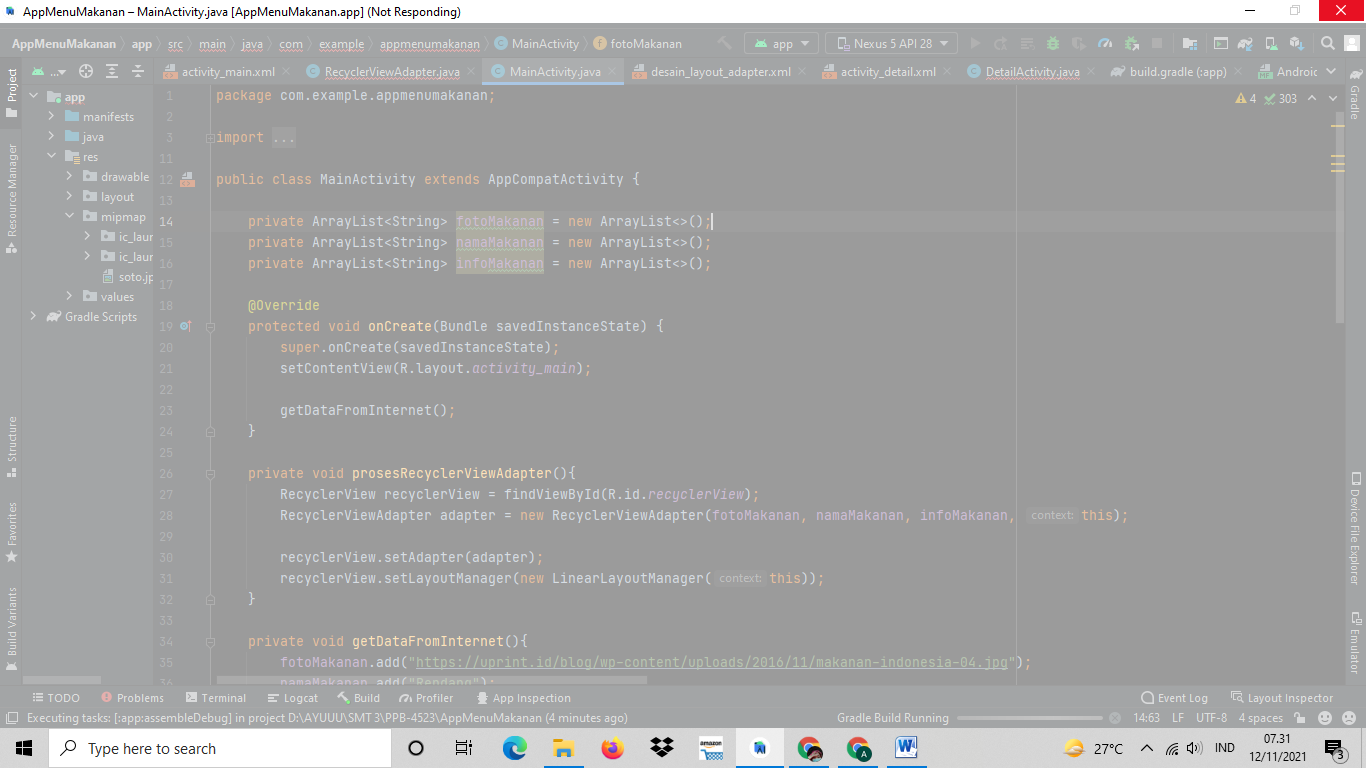 AppMenuMakanan – MainActivity.java [AppMenuMakanan.app] (Not Responding)
AppMenuMakanan app src main java com example appmenumakanan MainActivity fotoMakanan app Nexus 5 API 28
Project ... activity_main.xml RecyclerViewAdapter.java MainActivity.java desain_layout_adapter.xml activity_detail.xml DetailActivity.java build.gradle (:app) Androic
Gradle
app
manifests
java
res
drawable
layout
mipmap
ic_laur
ic_laur
soto.jp
values
Gradle Scripts
Resource Manager
Structure
Favorites
Build Variants
4 303
1 package com.example.appmenumakanan;
2
3 import ...
11
12 public class MainActivity extends AppCompatActivity {
13
14 private ArrayList<String> fotoMakanan = new ArrayList<>();
15 private ArrayList<String> namaMakanan = new ArrayList<>();
16 private ArrayList<String> infoMakanan = new ArrayList<>();
17
18 @Override
19 protected void onCreate(Bundle savedInstanceState) {
20 super.onCreate(savedInstanceState);
21 setContentView(R.layout.activity_main);
22
23 getDataFromInternet();
24 }
25
26 private void prosesRecyclerViewAdapter(){
27 RecyclerView recyclerView = findViewById(R.id.recyclerView);
28 RecyclerViewAdapter adapter = new RecyclerViewAdapter(fotoMakanan, namaMakanan, infoMakanan, context: this);
29
30 recyclerView.setAdapter(adapter);
31 recyclerView.setLayoutManager(new LinearLayoutManager( context: this));
32 }
33
34 private void getDataFromInternet(){
35 fotoMakanan.add("https://uprint.id/blog/wp-content/uploads/2016/11/makanan-indonesia-04.jpg");
36 namaMakanan.add("Rendang");
Device File Explorer
Emulator
TODO Problems Terminal Logcat Build Profiler App Inspection Event Log Layout Inspector
Executing tasks: [:app:assembleDebug] in project D:\AYUUU\SMT 3\PPB-4523\AppMenuMakanan (4 minutes ago) Gradle Build Running 14:63 LF UTF-8 4 spaces
Type here to search amazon A W 27°C IND 07.31
12/11/2021 3